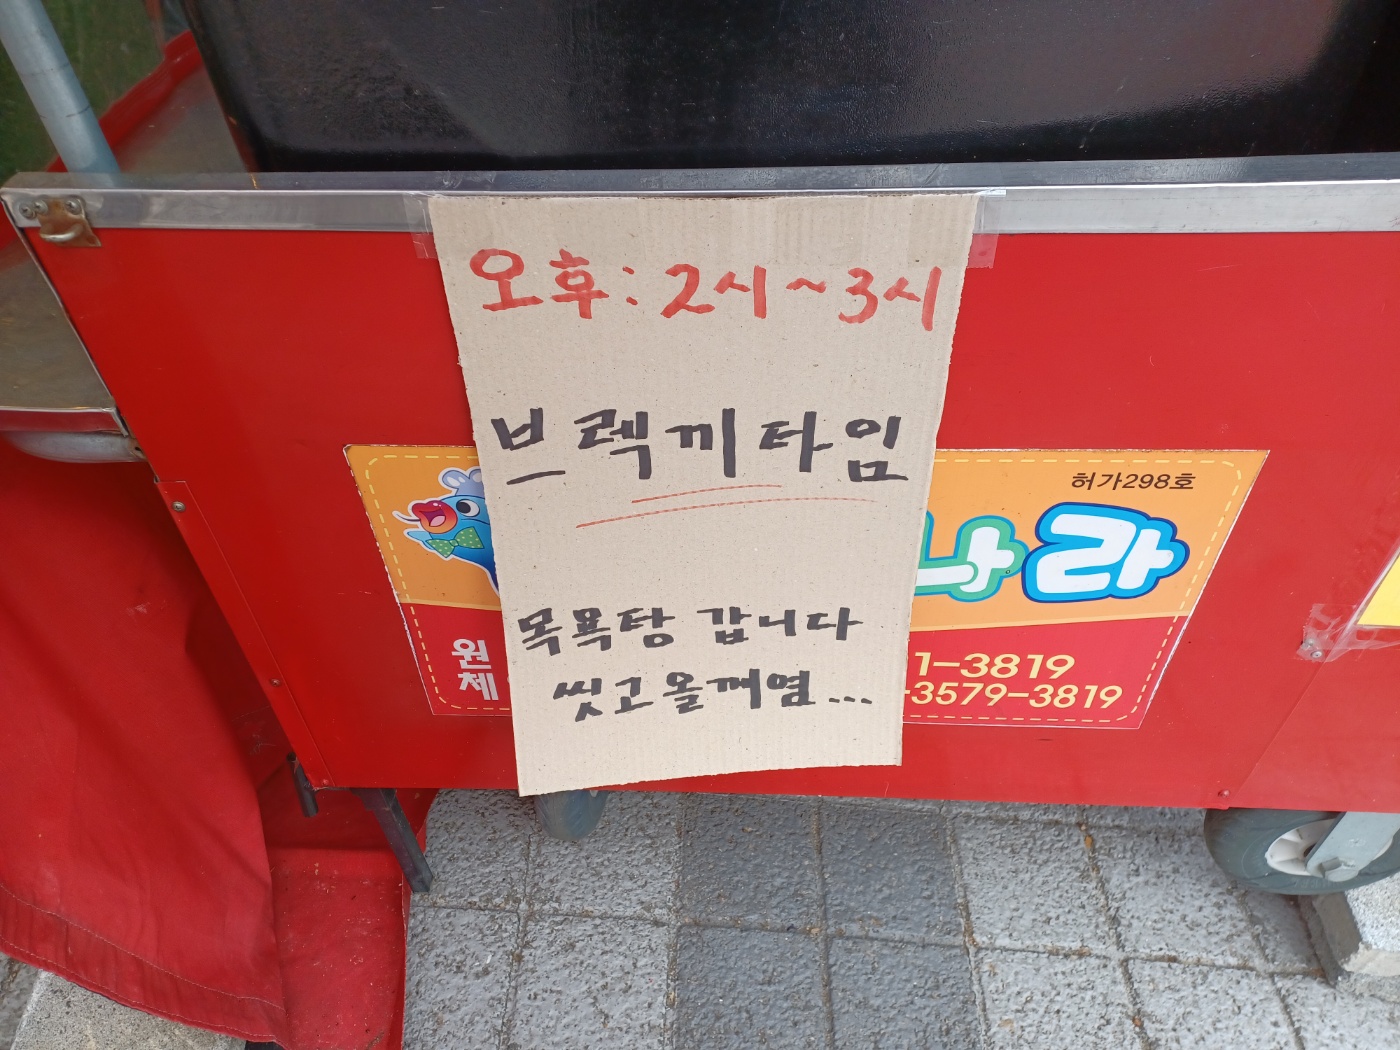 오후: 2시~3시
브렉끼타임
목욕탕 갑니다
씻고 올께염...
허가298호
나라
원
체
1-3819
-3579-3819